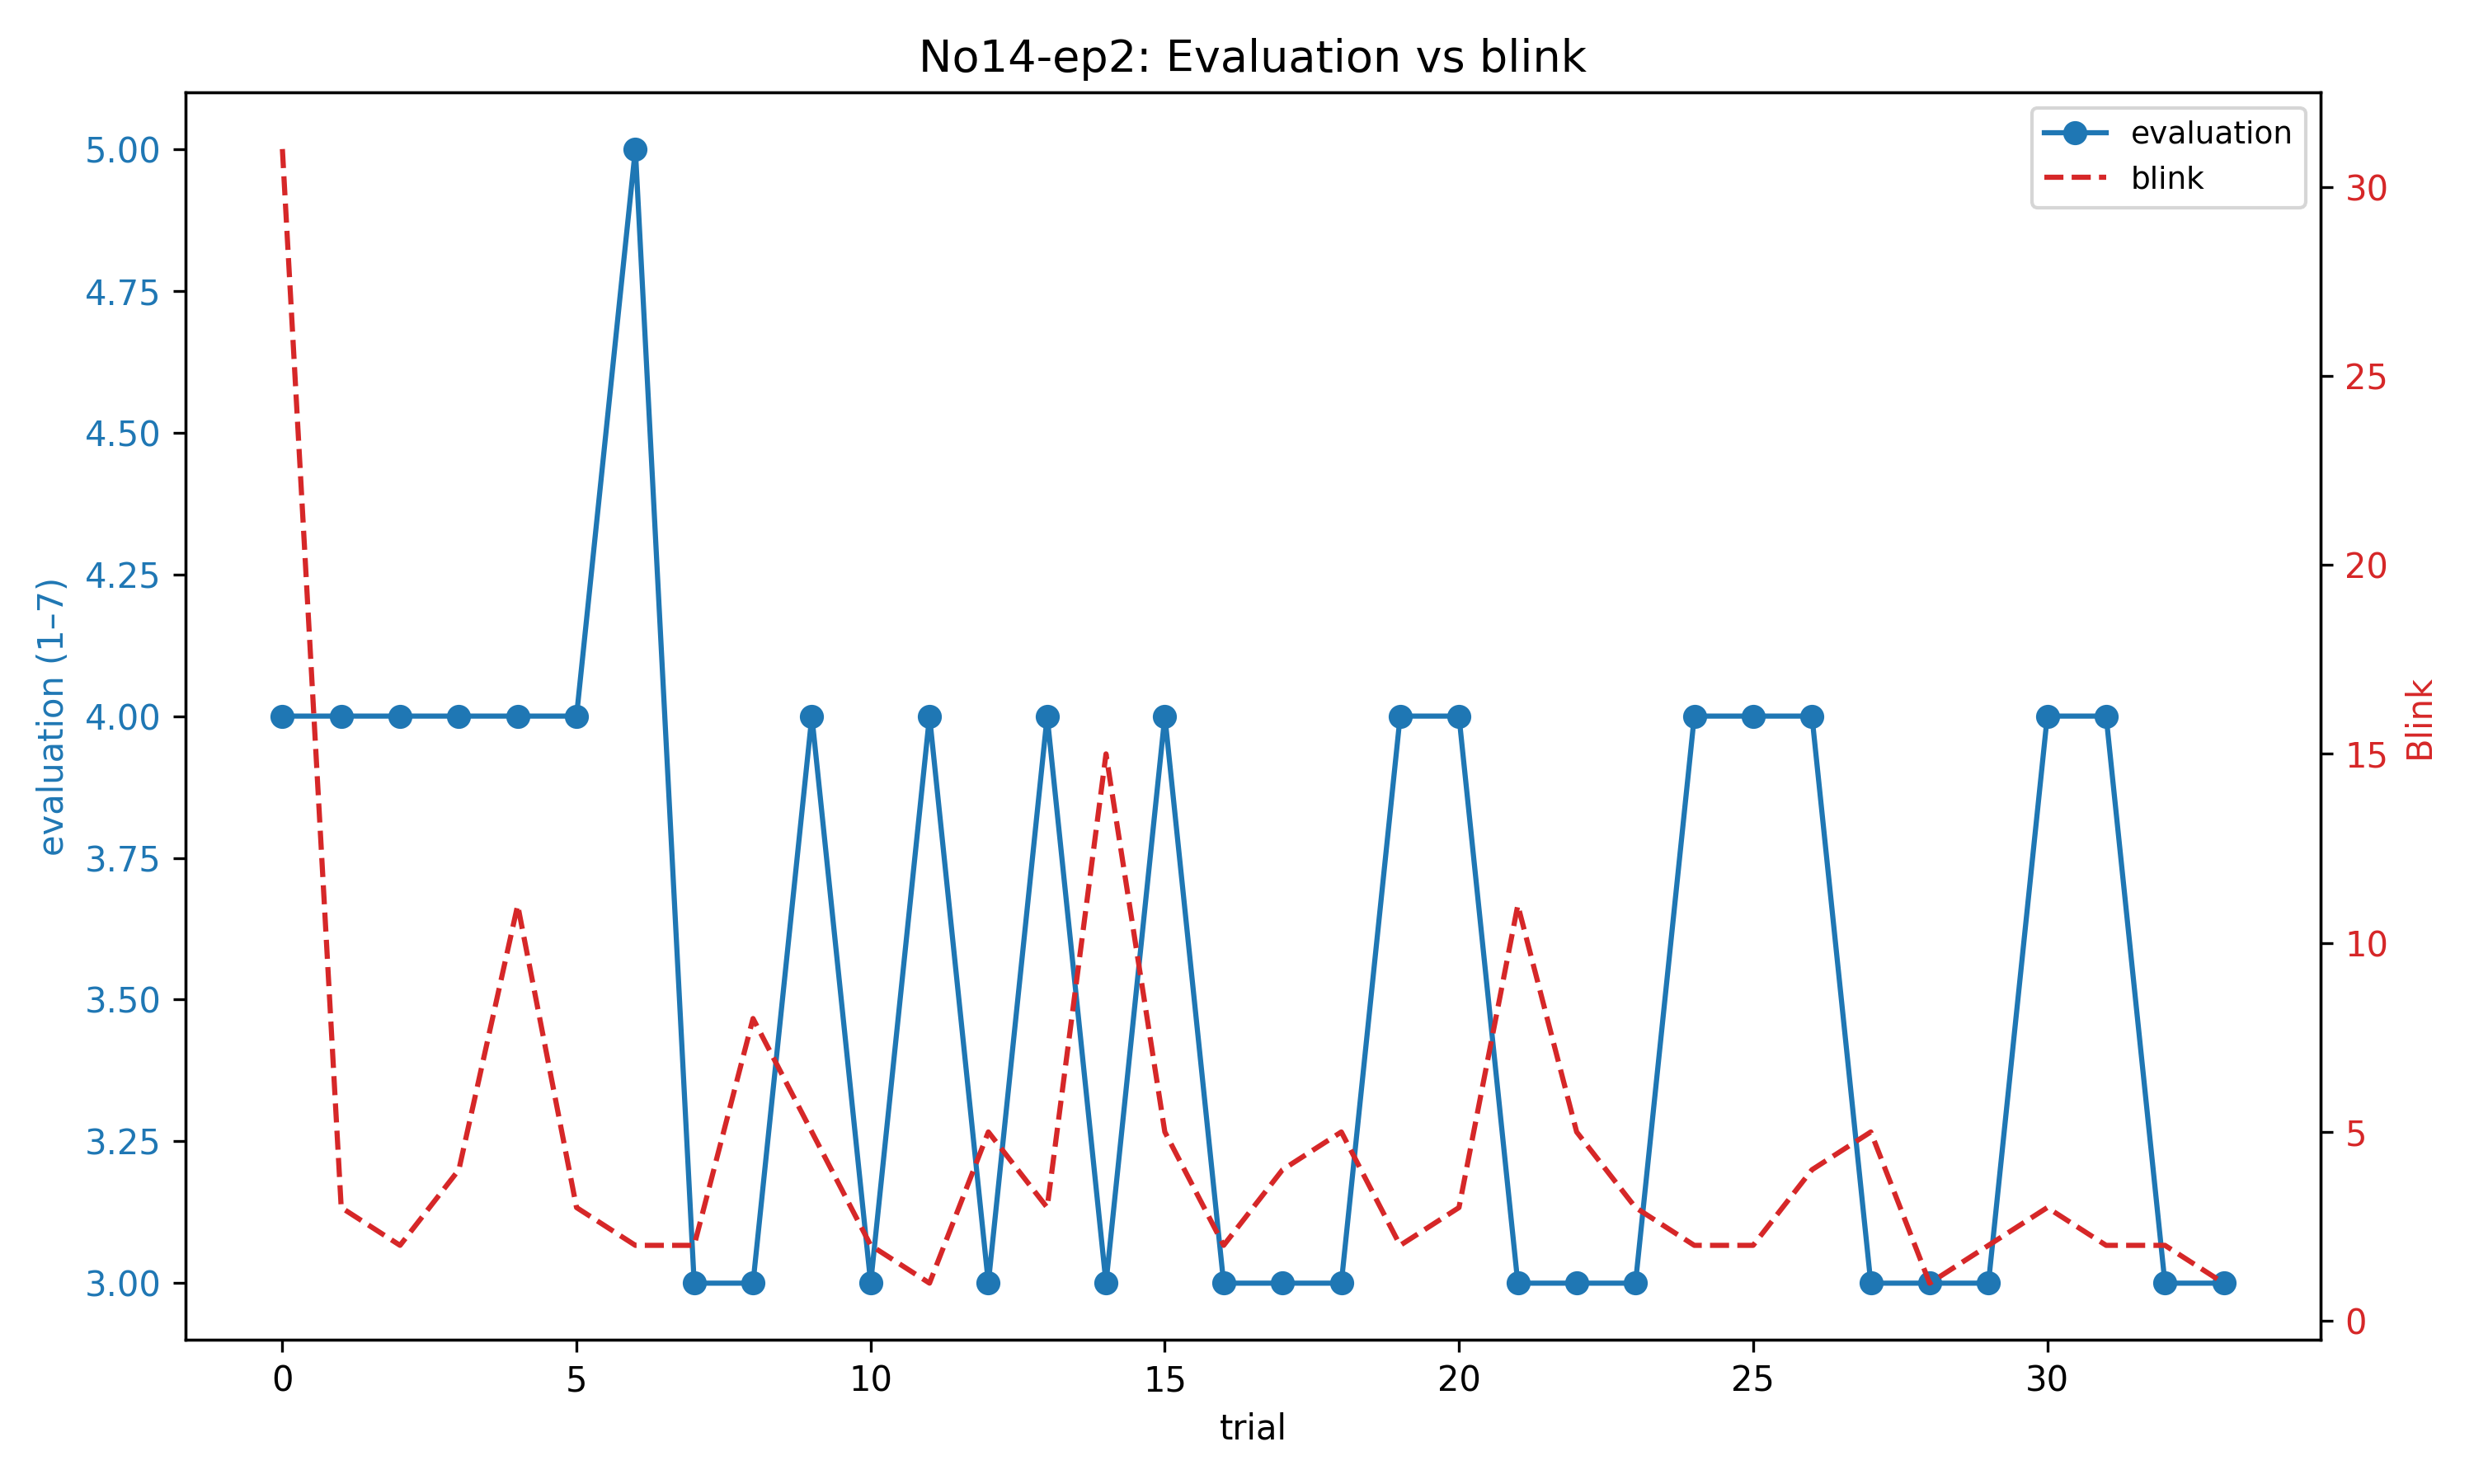 No14-ep2: Evaluation vs blink
evaluation
blink
evaluation (1–7)
5.00
4.75
4.50
4.25
4.00
3.75
3.50
3.25
3.00
30
25
20
15
10
5
0
Blink
0 5 10 15 20 25 30
trial